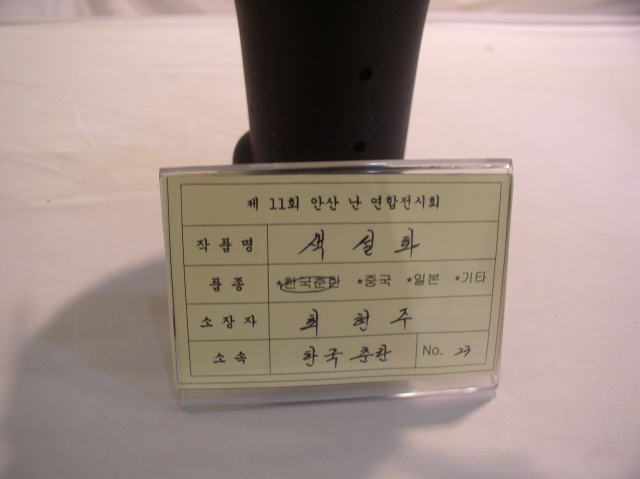 제 11회 안산 난 연합전시회
작품명 색 설화
품종 *한국춘란 *중국 *일본 *기타
소장자 최 현 주
소속 한국춘란 No. 23